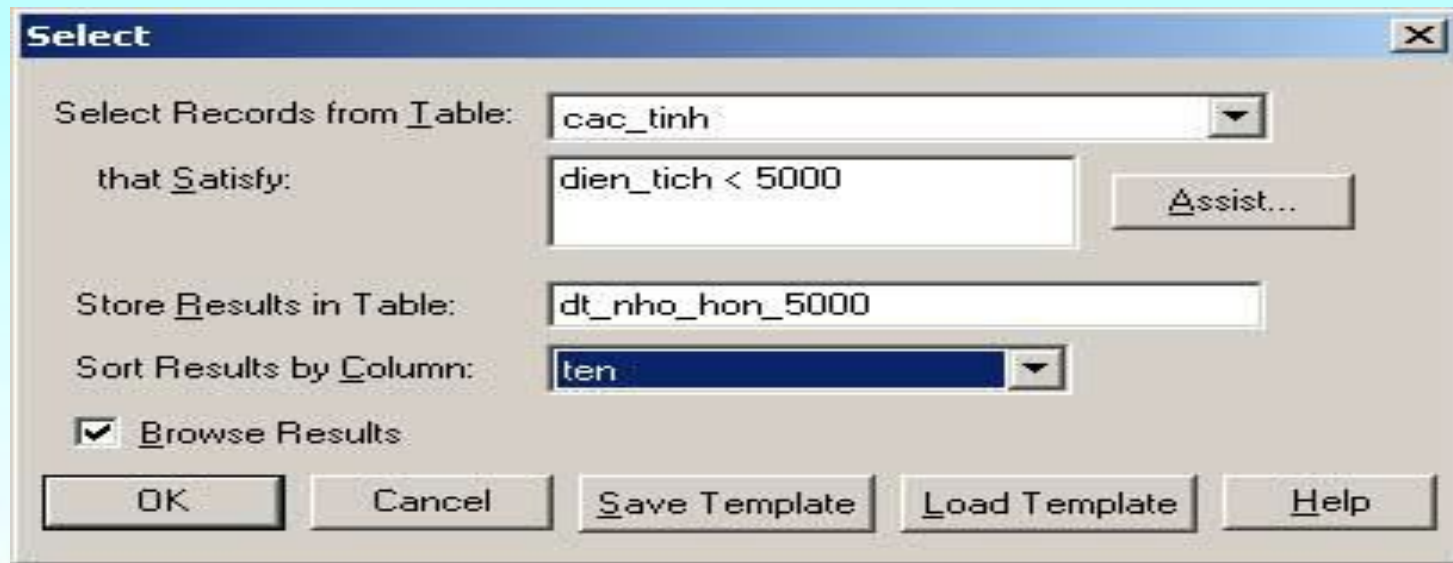 Select
Select Records from Table: cac_tinh
that Satisfy: dien_tich < 5000
Assist...
Store Results in Table: dt_nho_hon_5000
Sort Results by Column: ten
Browse Results
OK Cancel Save Template Load Template Help